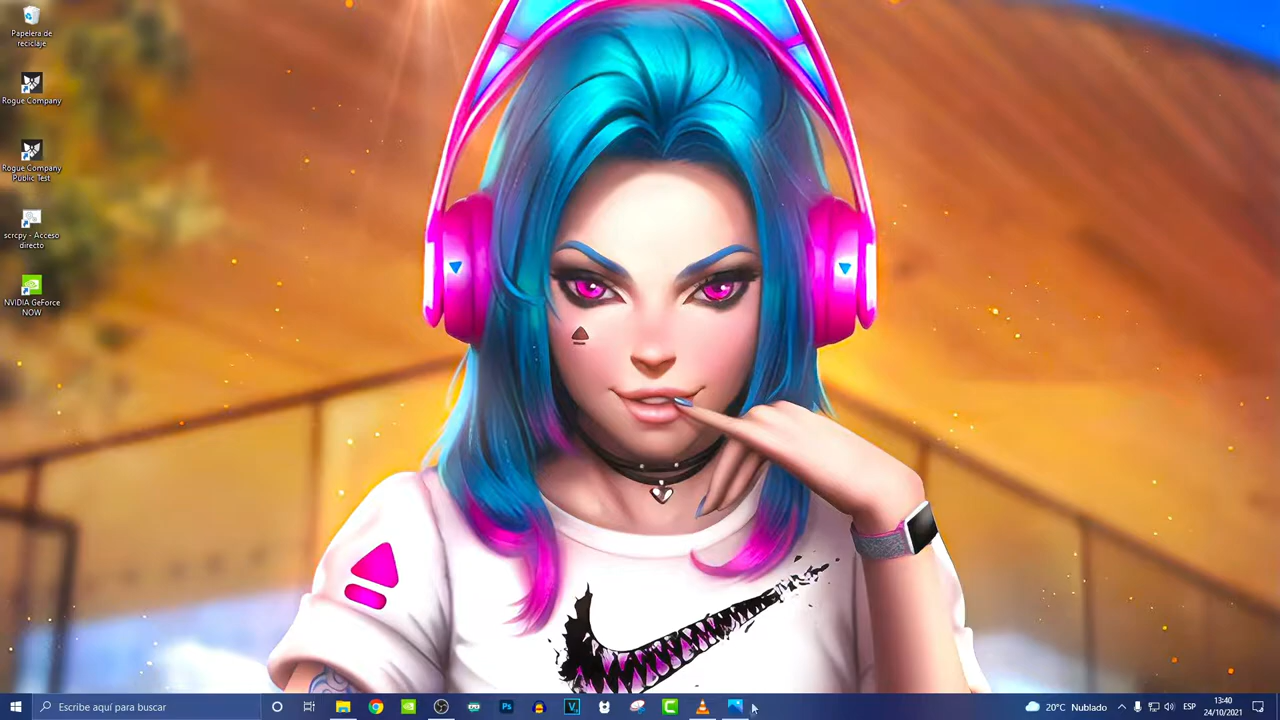 Papelera de
reciclaje
Rogue Company
Rogue Company
Public Test
scrcpy - Acceso
directo
NVIDIA GeForce
NOW
Escribe aquí para buscar
Ps
V
C
20°C Nublado
ESP
13:40
24/10/2021